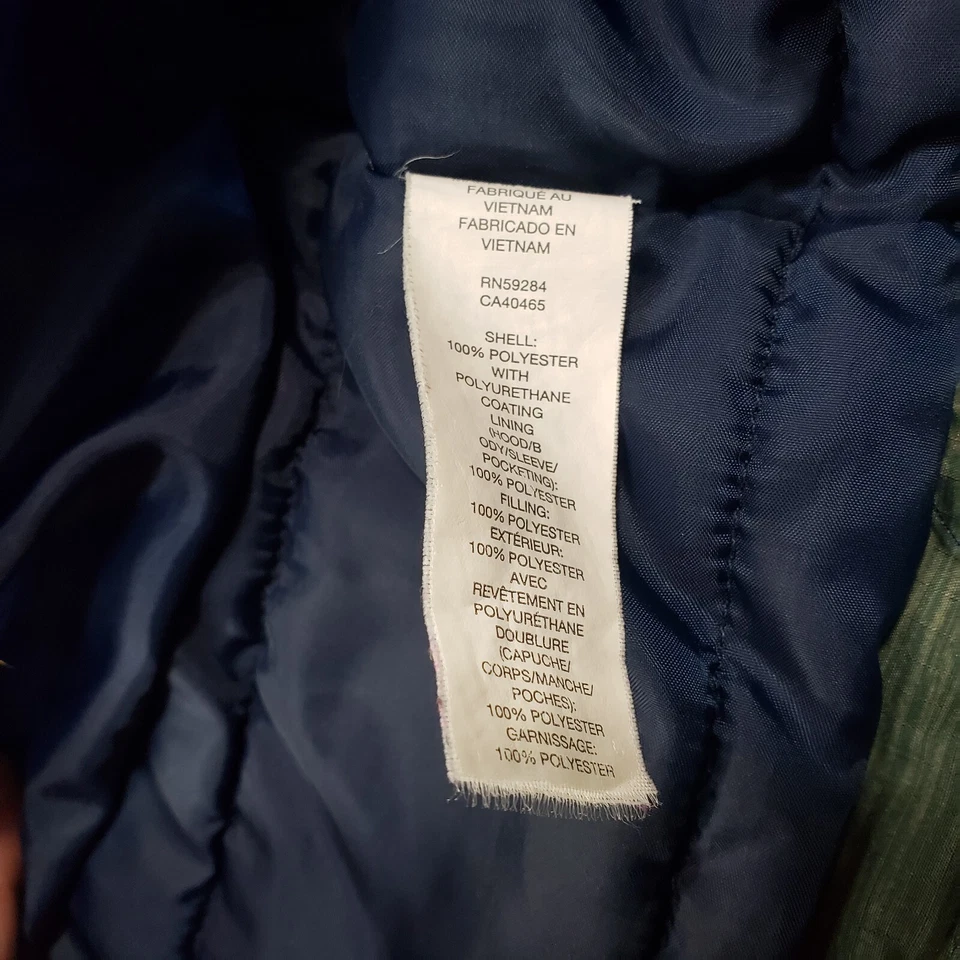 FABRIQUÉ AU
VIETNAM
FABRICADO EN
VIETNAM
RN59284
CA40465
SHELL:
100% POLYESTER
WITH
POLYURETHANE
COATING
LINING
(HOOD/B
ODY/SLEEVE/
POCKETING):
100% POLYESTER
FILLING:
100% POLYESTER
EXTÉRIEUR:
100% POLYESTER
AVEC
REVÊTEMENT EN
POLYURÉTHANE
DOUBLURE
(CAPUCHE/
CORPS/MANCHE/
POCHES):
100% POLYESTER
GARNISSAGE:
100% POLYESTER